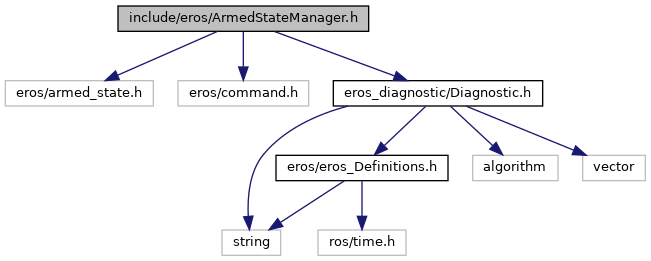 include/eros/ArmedStateManager.h
eros/armed_state.h
eros/command.h
eros_diagnostic/Diagnostic.h
eros/eros_Definitions.h
algorithm
vector
string
ros/time.h